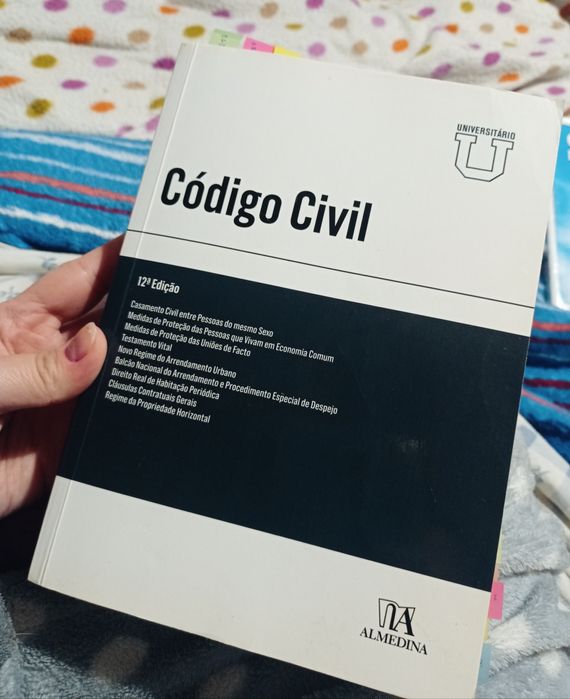 UNIVERSITÁRIO
U
Código Civil
12ª Edição
Casamento Civil entre Pessoas do mesmo Sexo
Medidas de Proteção das Pessoas que Vivam em Economia Comum
Medidas de Proteção das Uniões de Facto
Testamento Vital
Novo Regime do Arrendamento Urbano
Balcão Nacional do Arrendamento e Procedimento Especial de Despejo
Direito Real de Habitação Periódica
Cláusulas Contratuais Gerais
Regime da Propriedade Horizontal
ALMEDINA